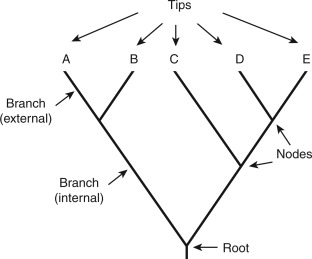 Tips
A B C D E
Branch
(external)
Nodes
Branch
(internal)
Root